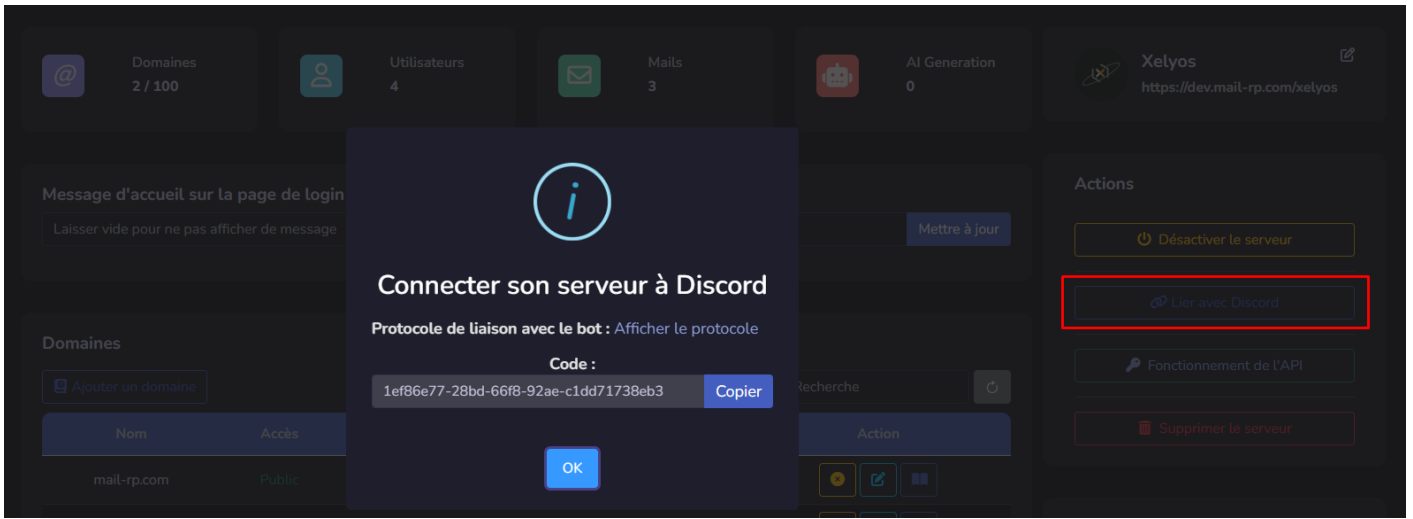 Domaines
2 / 100
Utilisateurs
4
Mails
3
AI Generation
0
Xelyos
https://dev.mail-rp.com/xelyos
Message d'accueil sur la page de login
Laisser vide pour ne pas afficher de message
Mettre à jour
i
Connecter son serveur à Discord
Protocole de liaison avec le bot : Afficher le protocole
Code :
1ef86e77-28bd-66f8-92ae-c1dd71738eb3
Copier
OK
Actions
Désactiver le serveur
Lier avec Discord
Fonctionnement de l'API
Supprimer le serveur
Domaines
Ajouter un domaine
Recherche
Nom Accès Action
mail-rp.com Public